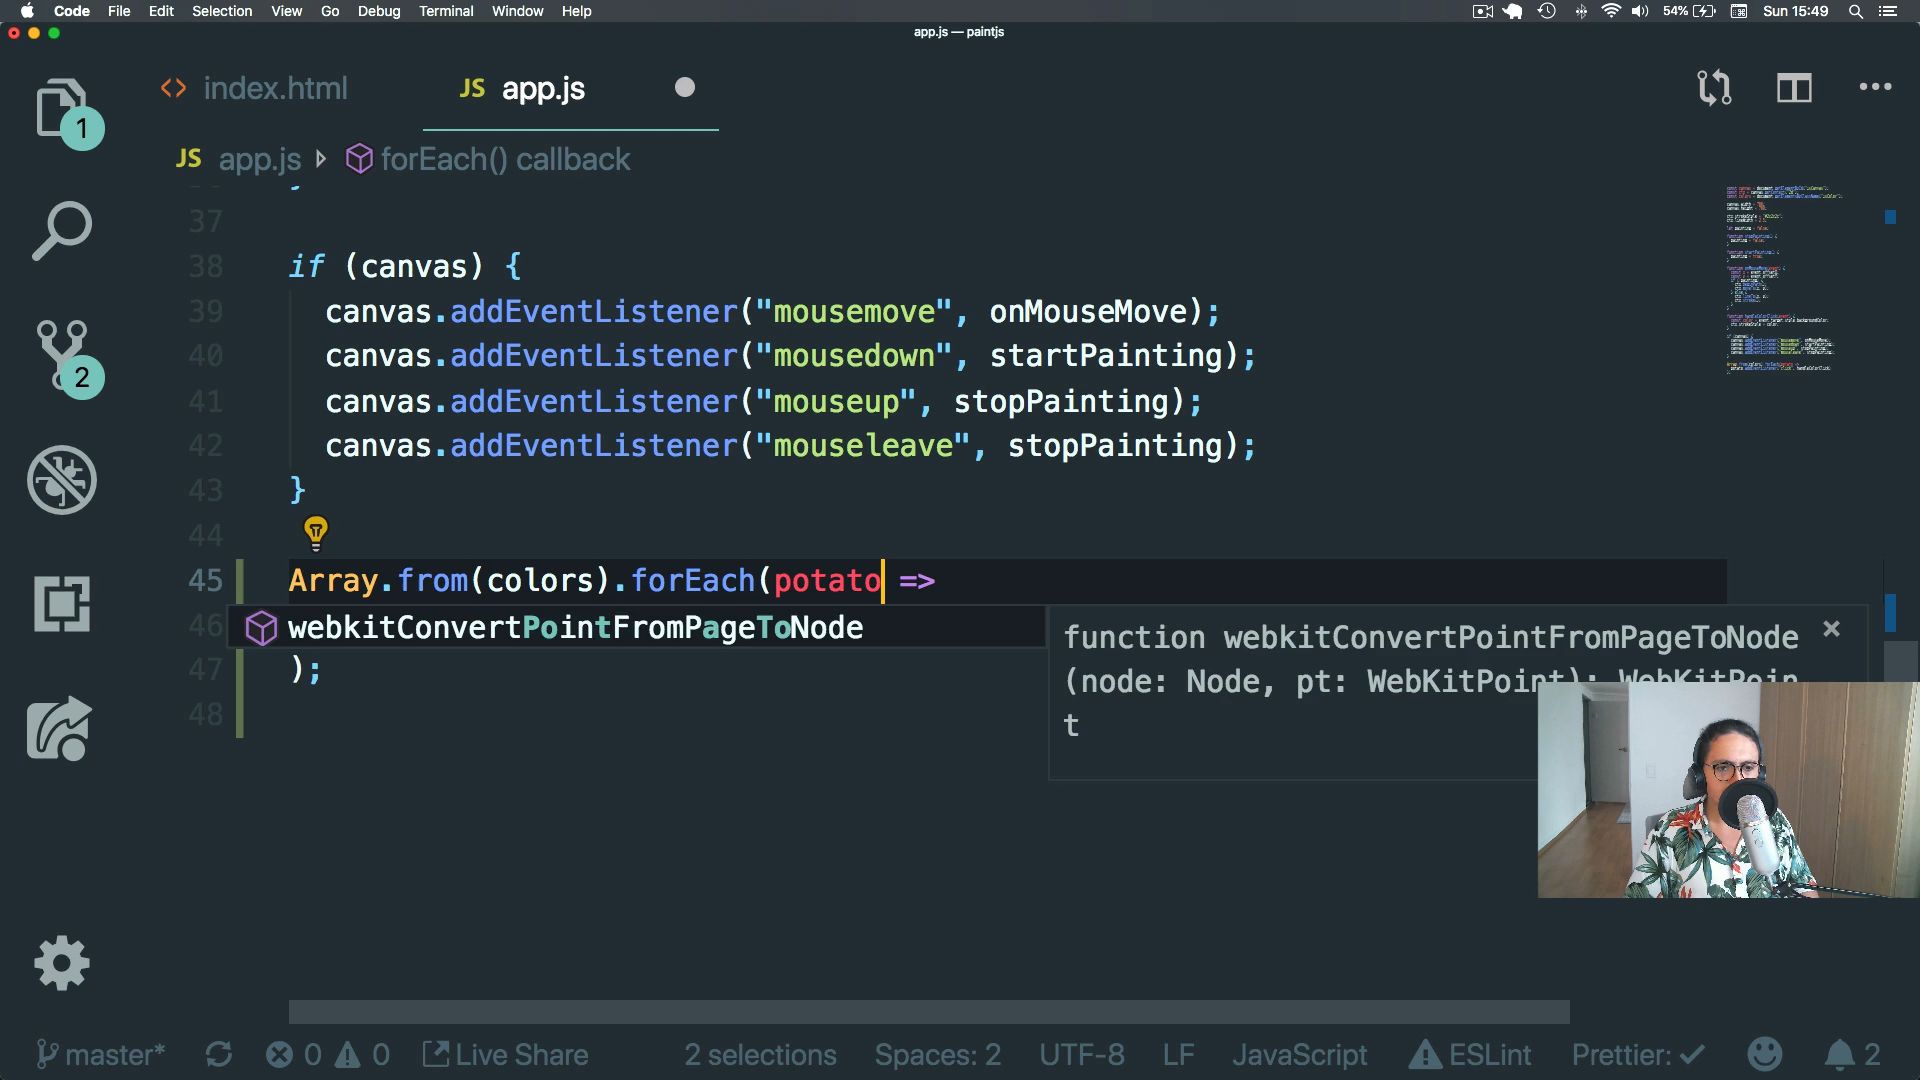 Code File Edit Selection View Go Debug Terminal Window Help 54% Sun 15:49
app.js — paintjs
index.html JS app.js
1
JS app.js forEach() callback
37
38 if (canvas) {
39 canvas.addEventListener("mousemove", onMouseMove);
40 canvas.addEventListener("mousedown", startPainting);
41 canvas.addEventListener("mouseup", stopPainting);
42 canvas.addEventListener("mouseleave", stopPainting);
2
43 }
44
45 Array.from(colors).forEach(potato =>
46 webkitConvertPointFromPageToNode
function webkitConvertPointFromPageToNode
(node: Node, pt: WebKitPoint): WebKitPoin
t
47 );
48
master* 0 0 Live Share 2 selections Spaces: 2 UTF-8 LF JavaScript ESLint Prettier: ✓ 2